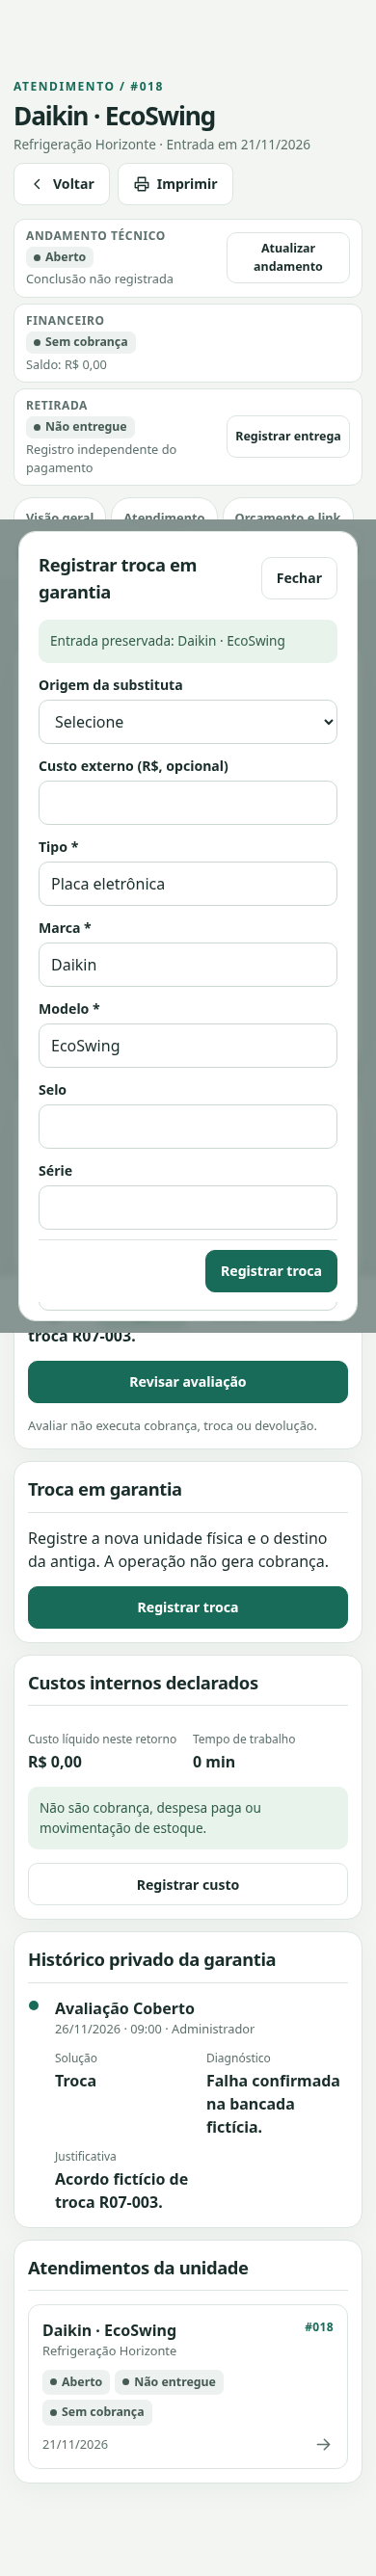 ATENDIMENTO / #018
Daikin · EcoSwing
Refrigeração Horizonte · Entrada em 21/11/2026
Voltar
Imprimir
ANDAMENTO TÉCNICO
Aberto
Conclusão não registrada
Atualizar
andamento
FINANCEIRO
Sem cobrança
Saldo: R$ 0,00
RETIRADA
Não entregue
Registro independente do
pagamento
Registrar entrega
Visão geral
Atendimento
Orçamento e link
Registrar troca em
garantia
Fechar
Entrada preservada: Daikin · EcoSwing
Origem da substituta
Selecione
Custo externo (R$, opcional)
Tipo *
Placa eletrônica
Marca *
Daikin
Modelo *
EcoSwing
Selo
Série
Registrar troca
troca R07-003.
Revisar avaliação
Avaliar não executa cobrança, troca ou devolução.
Troca em garantia
Registre a nova unidade física e o destino
da antiga. A operação não gera cobrança.
Registrar troca
Custos internos declarados
Custo líquido neste retorno
R$ 0,00
Tempo de trabalho
0 min
Não são cobrança, despesa paga ou
movimentação de estoque.
Registrar custo
Histórico privado da garantia
Avaliação Coberto
26/11/2026 · 09:00 · Administrador
Solução
Troca
Diagnóstico
Falha confirmada
na bancada
fictícia.
Justificativa
Acordo fictício de
troca R07-003.
Atendimentos da unidade
Daikin · EcoSwing
#018
Refrigeração Horizonte
Aberto
Não entregue
Sem cobrança
21/11/2026